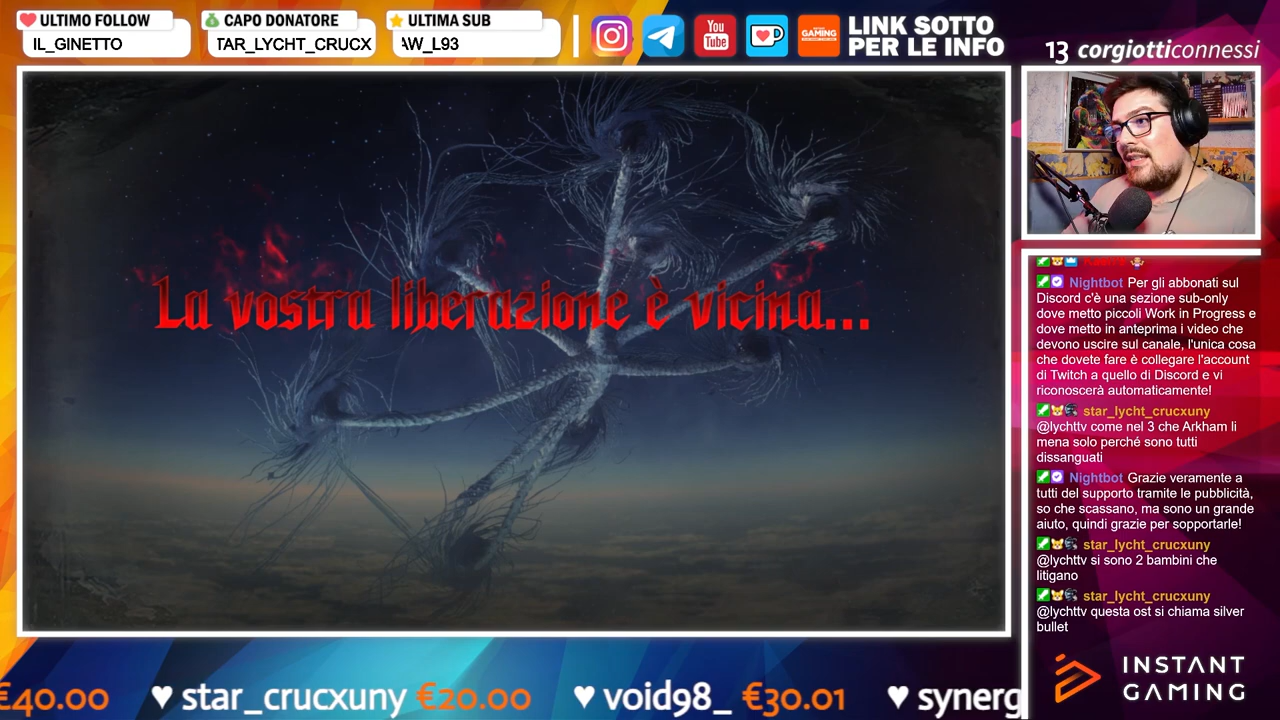 ULTIMO FOLLOW
IL_GINETTO
CAPO DONATORE
TAR_LYCHT_CRUCX
ULTIMA SUB
AW_L93
You
Tube
GAMING
LINK SOTTO
PER LE INFO
13 corgiotticonnessi
La vostra liberazione è vicina...
Nightbot Per gli abbonati sul
Discord c'è una sezione sub-only
dove metto piccoli Work in Progress e
dove metto in anteprima i video che
devono uscire sul canale, l'unica cosa
che dovete fare è collegare l'account
di Twitch a quello di Discord e vi
riconoscerà automaticamente!
star_lycht_crucxuny
@lychttv come nel 3 che Arkham li
mena solo perché sono tutti
dissanguati
Nightbot Grazie veramente a
tutti del supporto tramite le pubblicità,
so che scassano, ma sono un grande
aiuto, quindi grazie per sopportarle!
star_lycht_crucxuny
@lychttv si sono 2 bambini che
litigano
star_lycht_crucxuny
@lychttv questa ost si chiama silver
bullet
INSTANT
GAMING
€40.00 ♥ star_crucxuny €20.00 ♥ void98_ €30.01 ♥ synerg